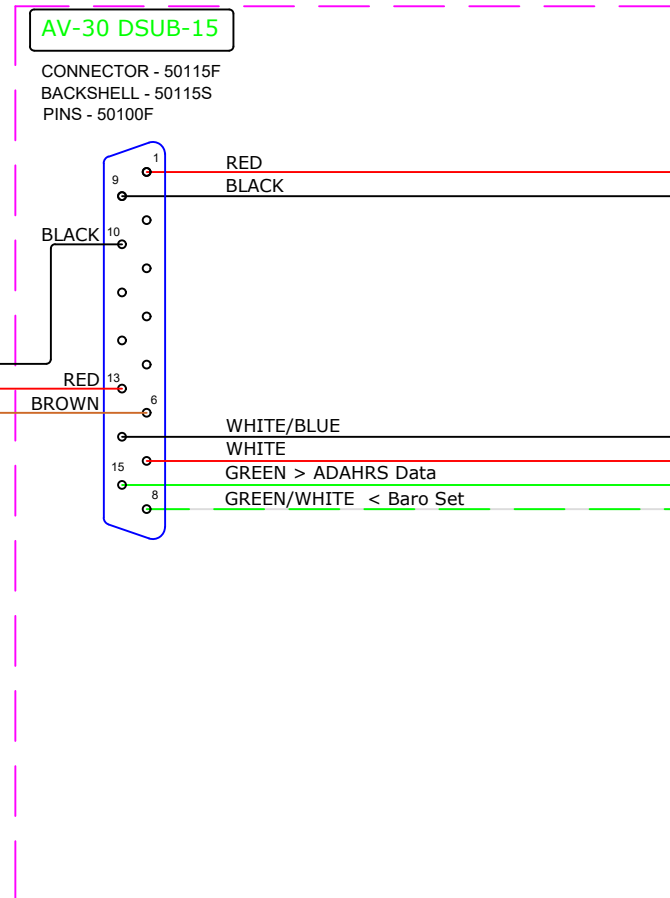 AV-30 DSUB-15
CONNECTOR - 50115F
BACKSHELL - 50115S
PINS - 50100F
1
RED
9
BLACK
BLACK 10
RED 13
BROWN 6
WHITE/BLUE
WHITE
15 GREEN > ADAHRS Data
8 GREEN/WHITE < Baro Set